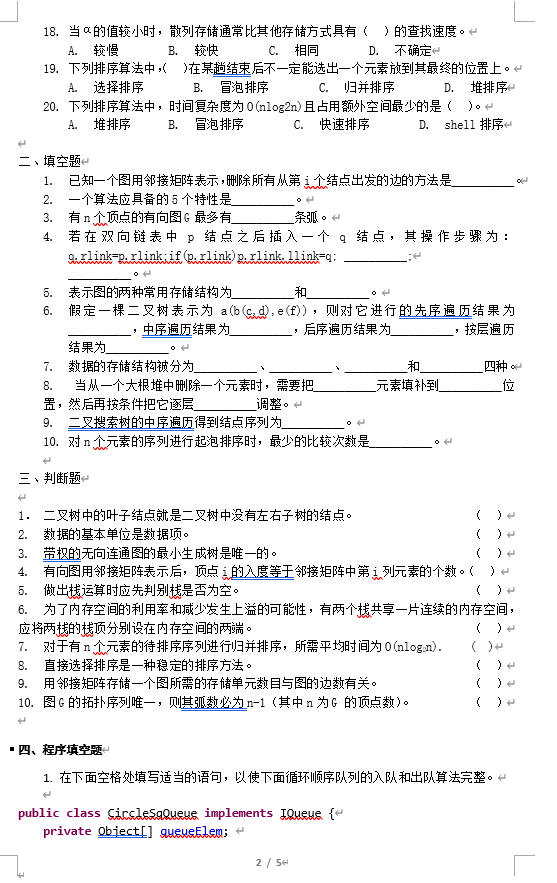 18. 当α的值较小时，散列存储通常比其他存储方式具有（  ）的查找速度。
A. 较慢    B. 较快    C. 相同    D. 不确定
19. 下列排序算法中，(   )在某趟结束后不一定能选出一个元素放到其最终的位置上。
A. 选择排序    B. 冒泡排序    C. 归并排序    D. 堆排序
20. 下列排序算法中，时间复杂度为O(nlog2n)且占用额外空间最少的是（  ）。
A. 堆排序    B. 冒泡排序    C. 快速排序    D. shell排序
二、填空题
1. 已知一个图用邻接矩阵表示，删除所有从第i个结点出发的边的方法是__________。
2. 一个算法应具备的5个特性是__________。
3. 有n个顶点的有向图G最多有__________条弧。
4. 若在双向链表中 p 结点之后插入一个 q 结点，其操作步骤为：
q.rlink=p.rlink;if(p.rlink)p.rlink.llink=q; __________;
__________。
5. 表示图的两种常用存储结构为__________和__________。
6. 假定一棵二叉树表示为 a(b(c,d),e(f))，则对它进行的先序遍历结果为
__________，中序遍历结果为__________，后序遍历结果为__________，按层遍历
结果为__________。
7. 数据的存储结构被分为__________、__________、__________和__________四种。
8. 当从一个大根堆中删除一个元素时，需要把__________元素填补到__________位
置，然后再按条件把它逐层__________调整。
9. 二叉搜索树的中序遍历得到结点序列为__________。
10. 对n个元素的序列进行起泡排序时，最少的比较次数是__________。
三、判断题
1. 二叉树中的叶子结点就是二叉树中没有左右子树的结点。 （  ）
2. 数据的基本单位是数据项。 （  ）
3. 带权的无向连通图的最小生成树是唯一的。 （  ）
4. 有向图用邻接矩阵表示后，顶点i的入度等于邻接矩阵中第i列元素的个数。（  ）
5. 做出栈运算时应先判别栈是否为空。 （  ）
6. 为了内存空间的利用率和减少发生上溢的可能性，有两个栈共享一片连续的内存空间，
应将两栈的栈顶分别设在内存空间的两端。 （  ）
7. 对于有n个元素的待排序序列进行归并排序，所需平均时间为O(nlog₂n). （  ）
8. 直接选择排序是一种稳定的排序方法。 （  ）
9. 用邻接矩阵存储一个图所需的存储单元数目与图的边数有关。 （  ）
10. 图G的拓扑序列唯一，则其弧数必为n-1(其中n为G 的顶点数)。 （  ）
四、程序填空题
1. 在下面空格处填写适当的语句，以使下面循环顺序队列的入队和出队算法完整。
public class CircleSqQueue implements IQueue {
private Object[] queueElem;
2 / 5